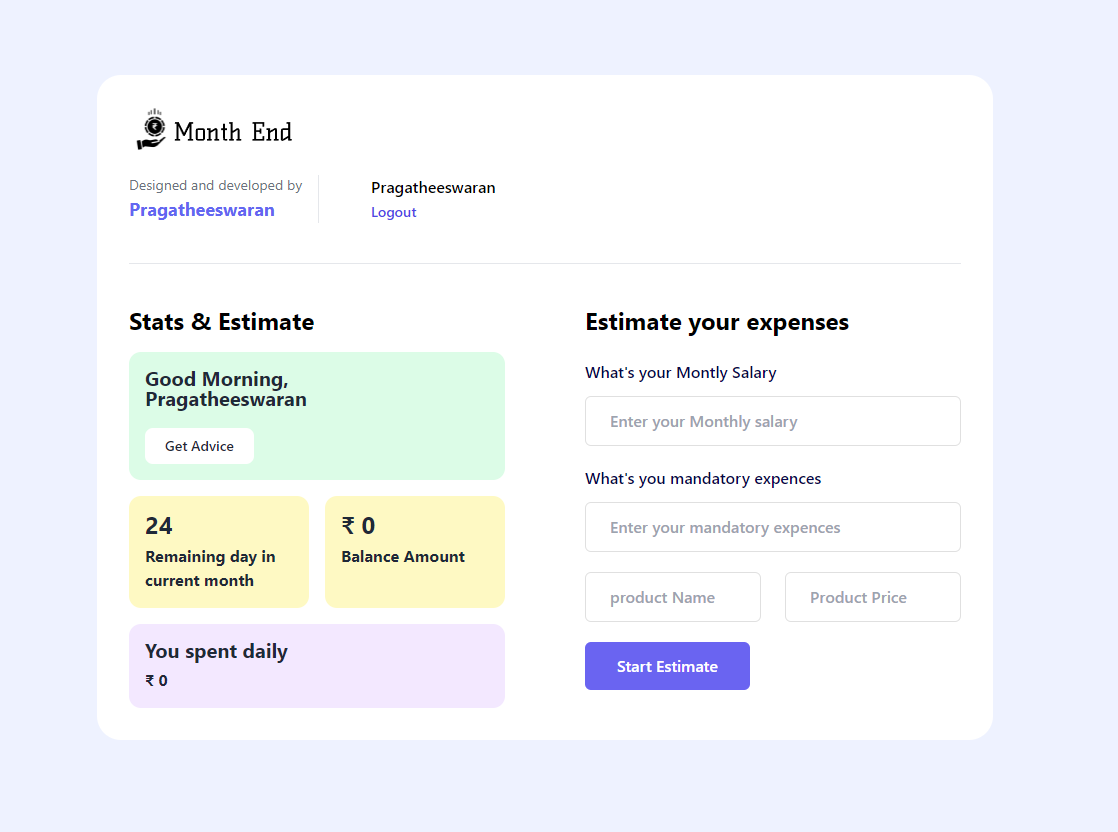 Month End
Designed and developed by
Pragatheeswaran
Pragatheeswaran
Logout
Stats & Estimate
Good Morning,
Pragatheeswaran
Get Advice
24
Remaining day in
current month
₹ 0
Balance Amount
You spent daily
₹ 0
Estimate your expenses
What's your Montly Salary
Enter your Monthly salary
What's you mandatory expences
Enter your mandatory expences
product Name
Product Price
Start Estimate